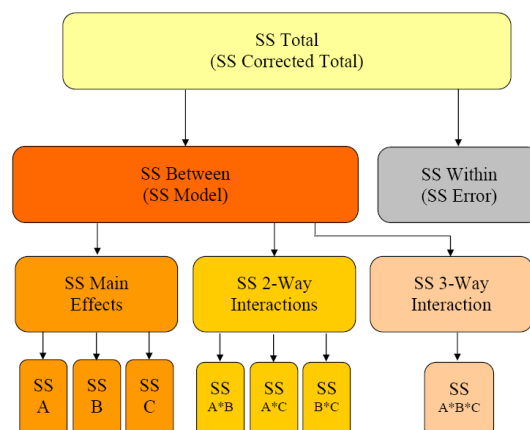 SS Total
(SS Corrected Total)
SS Between
(SS Model)
SS Within
(SS Error)
SS Main
Effects
SS 2-Way
Interactions
SS 3-Way
Interaction
SS
A
SS
B
SS
C
SS
A*B
SS
A*C
SS
B*C
SS
A*B*C